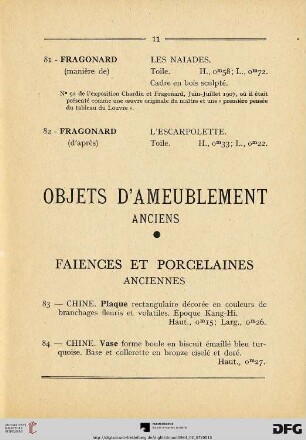 11
81 - FRAGONARD LES NAIADES.
(manière de) Toile. H., 0m58; L., 0m72.
Cadre en bois sculpté.
N° 52 de l'exposition Chardin et Fragonard, Juin-Juillet 1907, où il était
présenté comme une œuvre originale du maître et une « première pensée
du tableau du Louvre ».
82 - FRAGONARD L'ESCARPOLETTE.
(d'après) Toile. H., 0m33; L., 0m22.
OBJETS D'AMEUBLEMENT
ANCIENS
FAIENCES ET PORCELAINES
ANCIENNES
83 — CHINE. Plaque rectangulaire décorée en couleurs de
branchages fleuris et volatiles. Epoque Kang-Hi.
Haut., 0m15; Larg., 0m26.
84 — CHINE. Vase forme boule en biscuit émaillé bleu tur-
quoise. Base et collerette en bronze ciselé et doré.
Haut., 0m27.
DFG